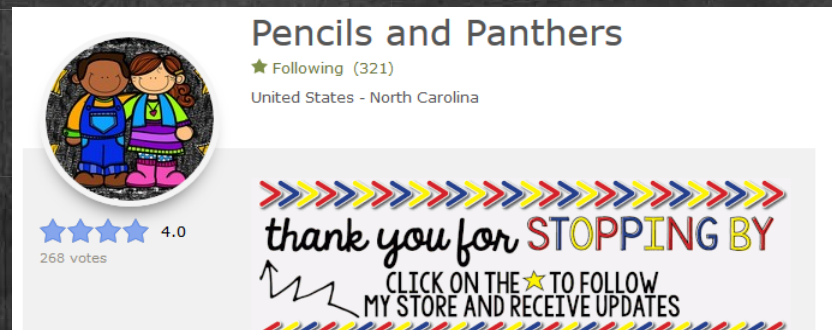 Pencils and Panthers
Following (321)
United States - North Carolina
4.0
268 votes
thank you for STOPPING BY
CLICK ON THE TO FOLLOW
MY STORE AND RECEIVE UPDATES